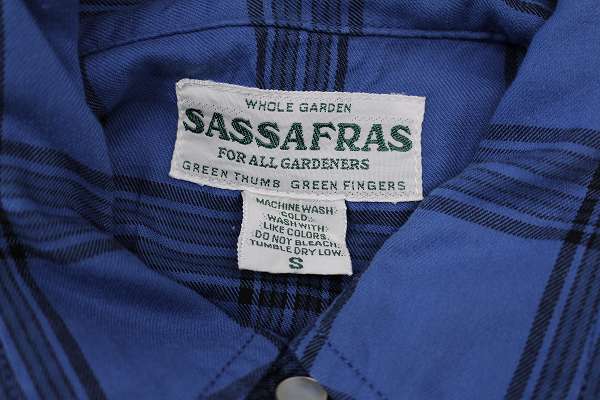 WHOLE GARDEN
SASSAFRAS
FOR ALL GARDENERS
GREEN THUMB GREEN FINGERS
MACHINE WASH
COLD.
WASH WITH
LIKE COLORS.
DO NOT BLEACH.
TUMBLE DRY LOW.
S